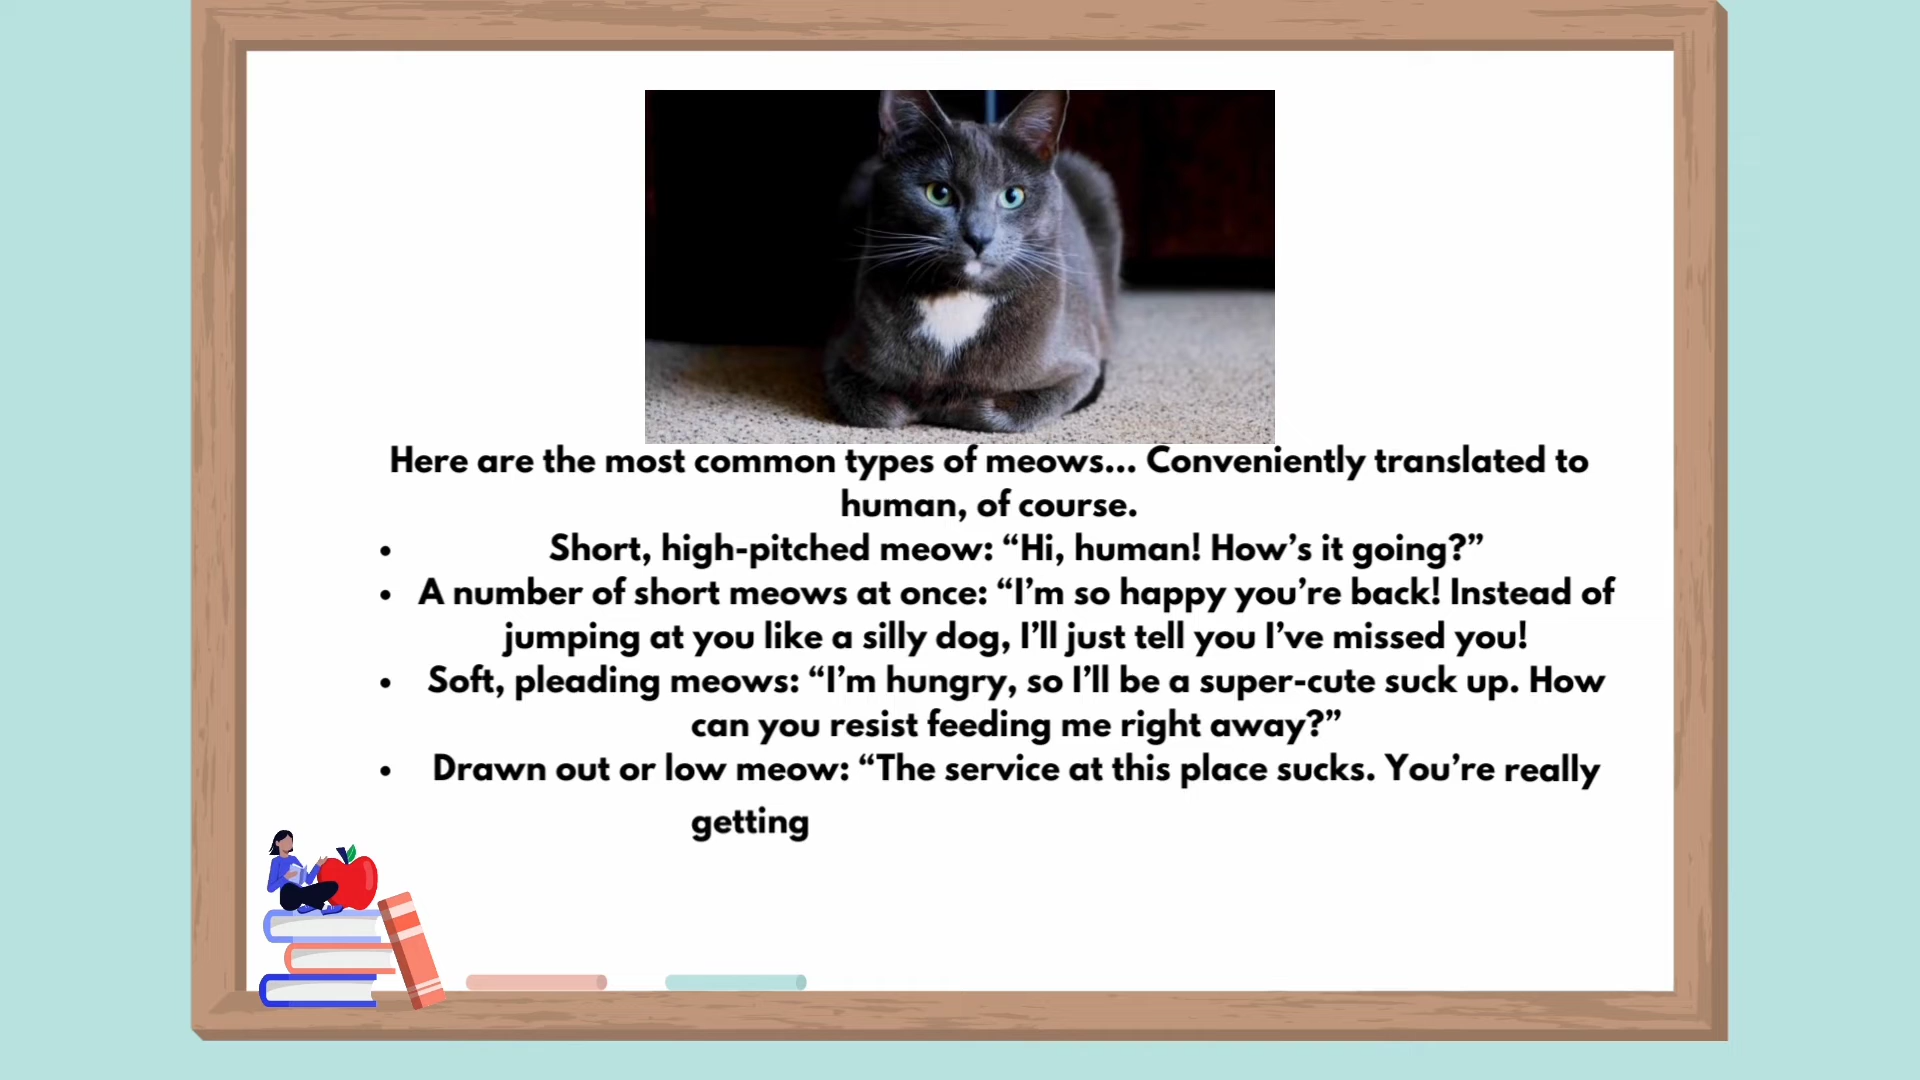 Here are the most common types of meows... Conveniently translated to
human, of course.
• Short, high-pitched meow: “Hi, human! How’s it going?”
• A number of short meows at once: “I’m so happy you’re back! Instead of
jumping at you like a silly dog, I’ll just tell you I’ve missed you!
• Soft, pleading meows: “I’m hungry, so I’ll be a super-cute suck up. How
can you resist feeding me right away?”
• Drawn out or low meow: “The service at this place sucks. You’re really
getting